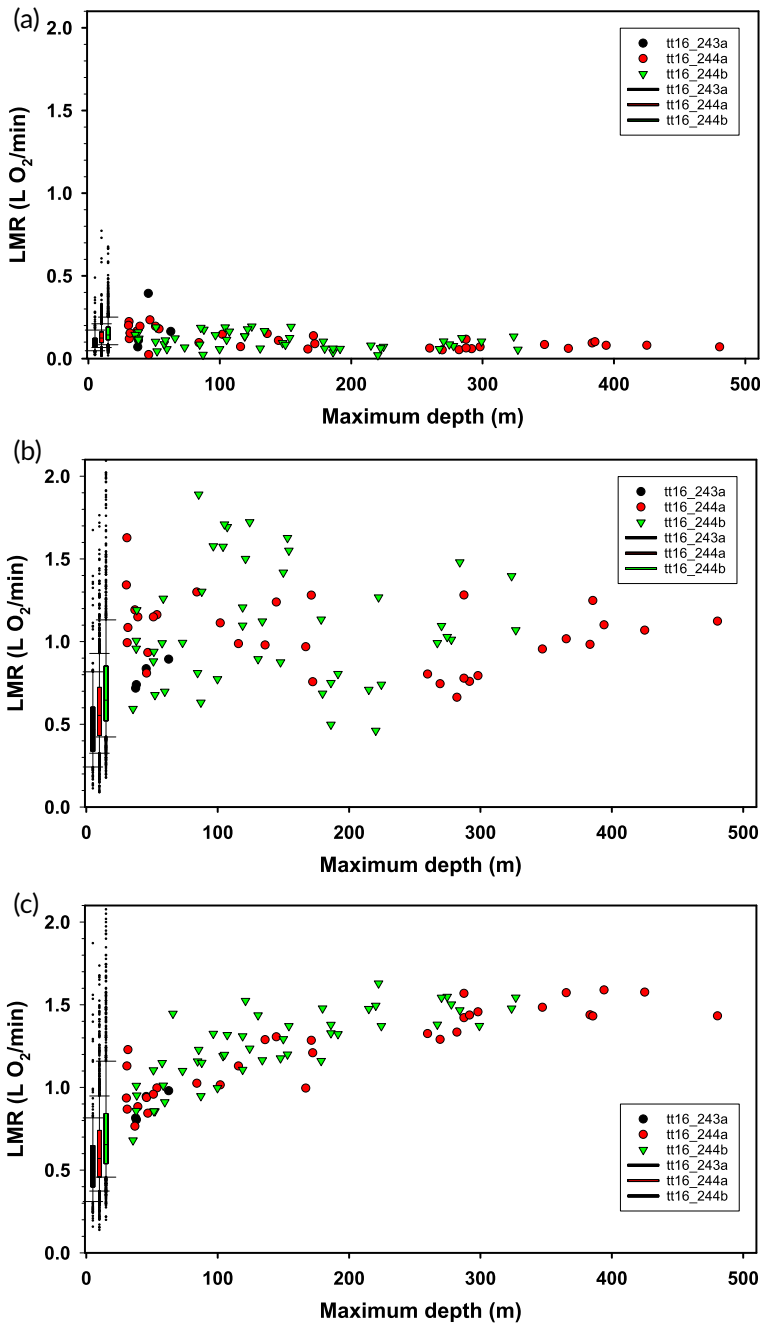 (a)
2.0
1.5
1.0
0.5
0.0
LMR (L O2/min)
tt16_243a
tt16_244a
tt16_244b
tt16_243a
tt16_244a
tt16_244b
0 100 200 300 400 500
Maximum depth (m)
(b)
2.0
1.5
1.0
0.5
0.0
LMR (L O2/min)
tt16_243a
tt16_244a
tt16_244b
tt16_243a
tt16_244a
tt16_244b
0 100 200 300 400 500
Maximum depth (m)
(c)
2.0
1.5
1.0
0.5
0.0
LMR (L O2/min)
tt16_243a
tt16_244a
tt16_244b
tt16_243a
tt16_244a
tt16_244b
0 100 200 300 400 500
Maximum depth (m)